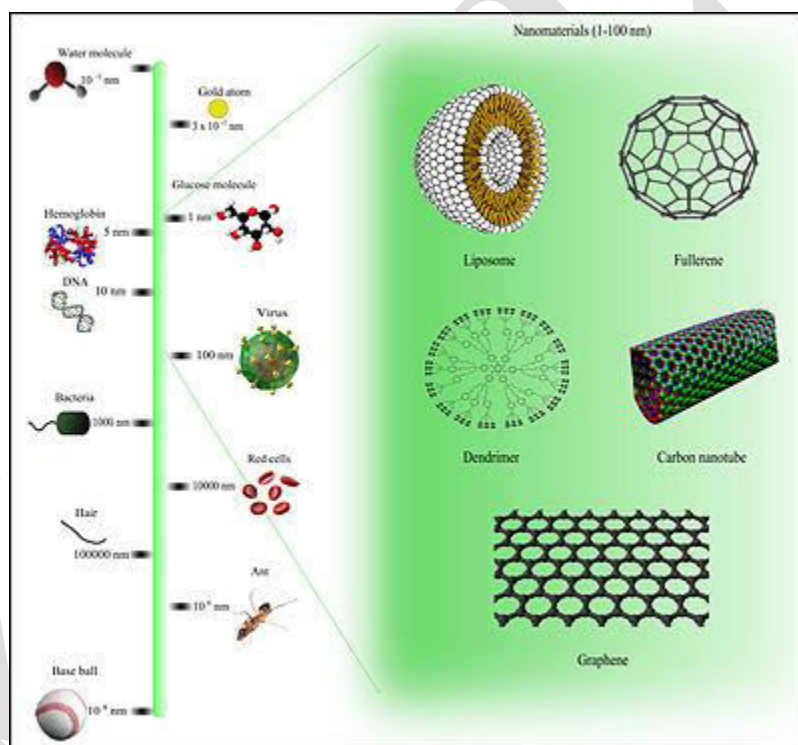 Nanomaterials (1-100 nm)
Water molecule
10⁻¹ nm
Gold atom
3 x 10⁻¹ nm
Glucose molecule
1 nm
Hemoglobin
5 nm
DNA
10 nm
Virus
100 nm
Bacteria
1000 nm
Red cells
10000 nm
Hair
100000 nm
Ant
10⁶ nm
Base ball
nm
Liposome
Fullerene
Dendrimer
Carbon nanotube
Graphene